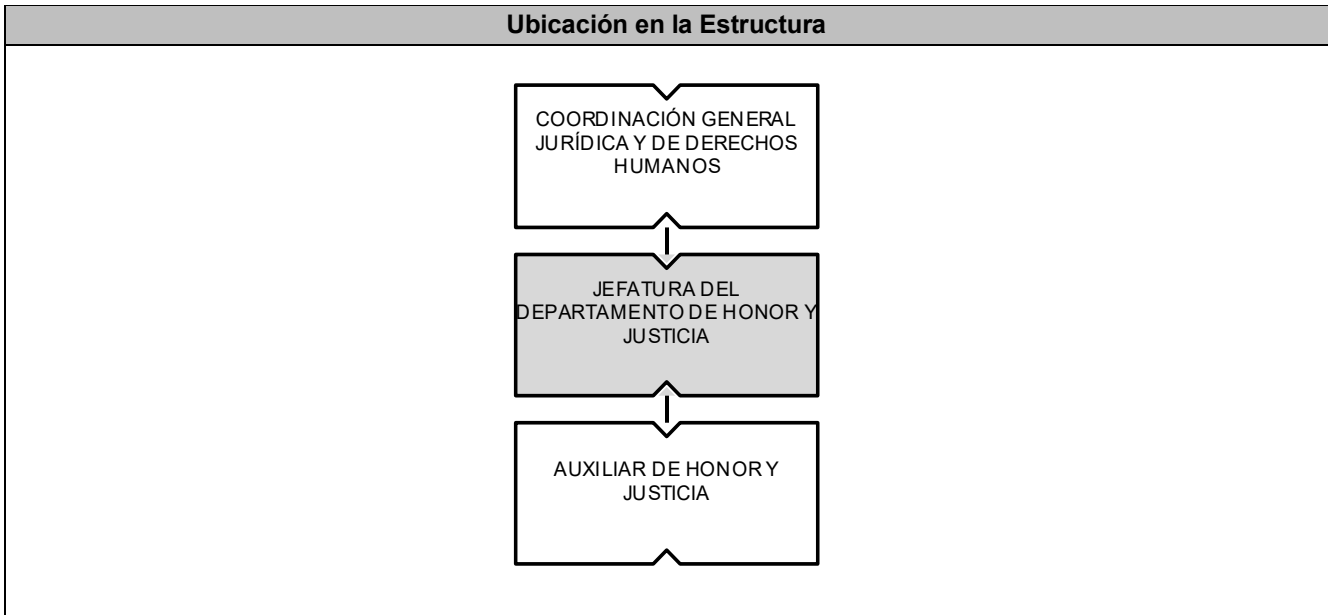 Ubicación en la Estructura
COORDINACIÓN GENERAL
JURÍDICA Y DE DERECHOS
HUMANOS
JEFATURA DEL
DEPARTAMENTO DE HONOR Y
JUSTICIA
AUXILIAR DE HONOR Y
JUSTICIA